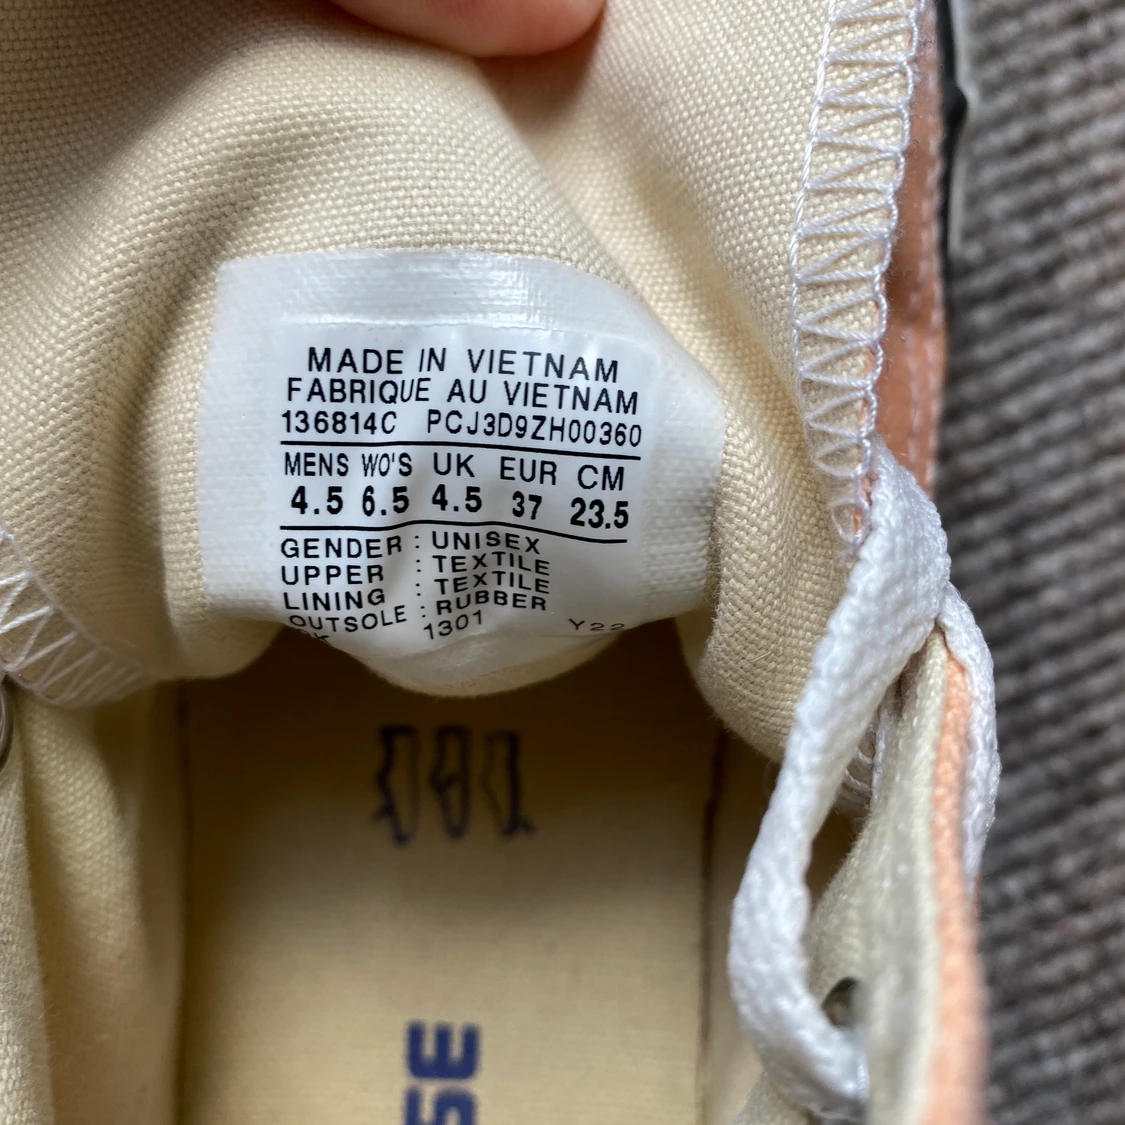 MADE IN VIETNAM
FABRIQUE AU VIETNAM
136814C PCJ3D9ZH00360
MENS WO'S UK EUR CM
4.5 6.5 4.5 37 23.5
GENDER : UNISEX
UPPER : TEXTILE
LINING : TEXTILE
OUTSOLE : RUBBER
1301 Y22
SE